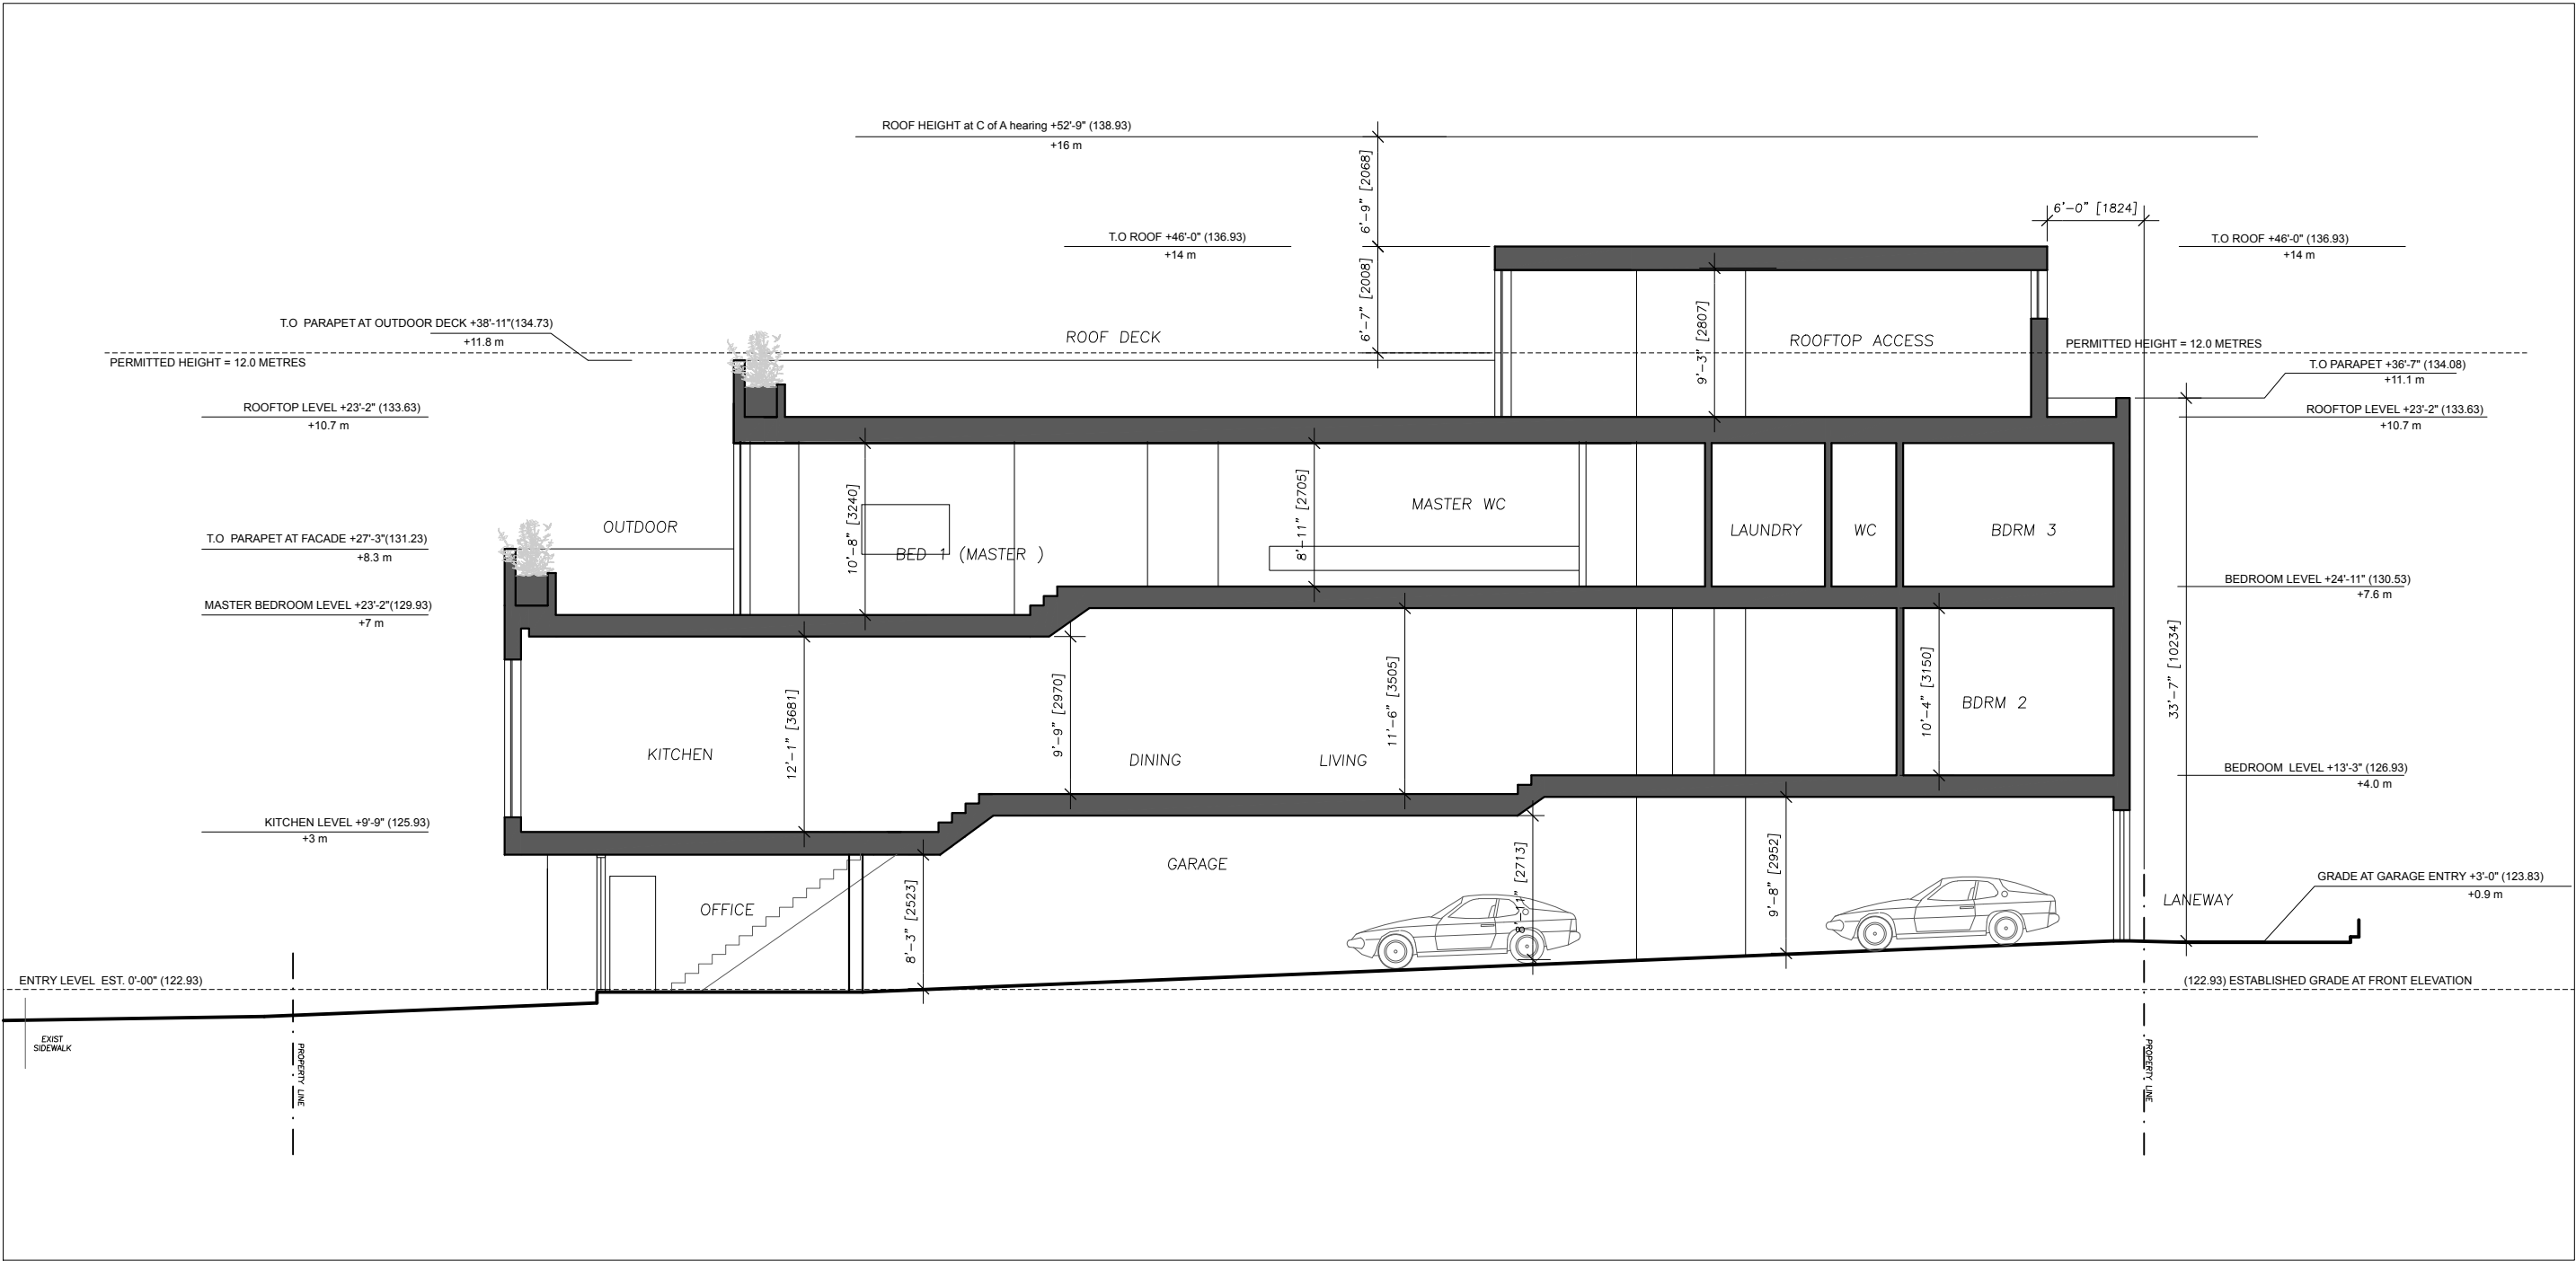 ROOF HEIGHT at C of A hearing +52'-9" (138.93)
+16 m
6'-9" [2068]
6'-0" [1824]
T.O ROOF +46'-0" (136.93)
+14 m
T.O ROOF +46'-0" (136.93)
+14 m
6'-7" [2008]
9'-3" [2807]
T.O  PARAPET AT OUTDOOR DECK +38'-11"(134.73)
+11.8 m
ROOF DECK
ROOFTOP ACCESS
PERMITTED HEIGHT = 12.0 METRES
PERMITTED HEIGHT = 12.0 METRES
T.O PARAPET +36'-7" (134.08)
+11.1 m
ROOFTOP LEVEL +23'-2" (133.63)
+10.7 m
ROOFTOP LEVEL +23'-2" (133.63)
+10.7 m
OUTDOOR
10'-8" [3240]
BED 1 (MASTER )
8'-11" [2705]
MASTER WC
LAUNDRY
WC
BDRM 3
T.O  PARAPET AT FACADE +27'-3"(131.23)
+8.3 m
BEDROOM LEVEL +24'-11" (130.53)
+7.6 m
MASTER BEDROOM LEVEL +23'-2"(129.93)
+7 m
33'-7" [10234]
12'-1" [3681]
9'-9" [2970]
11'-6" [3505]
10'-4" [3150]
BDRM 2
KITCHEN
DINING
LIVING
BEDROOM  LEVEL +13'-3" (126.93)
+4.0 m
KITCHEN LEVEL +9'-9" (125.93)
+3 m
GARAGE
8'-11" [2713]
9'-8" [2952]
8'-3" [2523]
OFFICE
GRADE AT GARAGE ENTRY +3'-0" (123.83)
+0.9 m
LANEWAY
ENTRY LEVEL  EST. 0'-00" (122.93)
(122.93) ESTABLISHED GRADE AT FRONT ELEVATION
EXIST
SIDEWALK
PROPERTY LINE
PROPERTY LINE